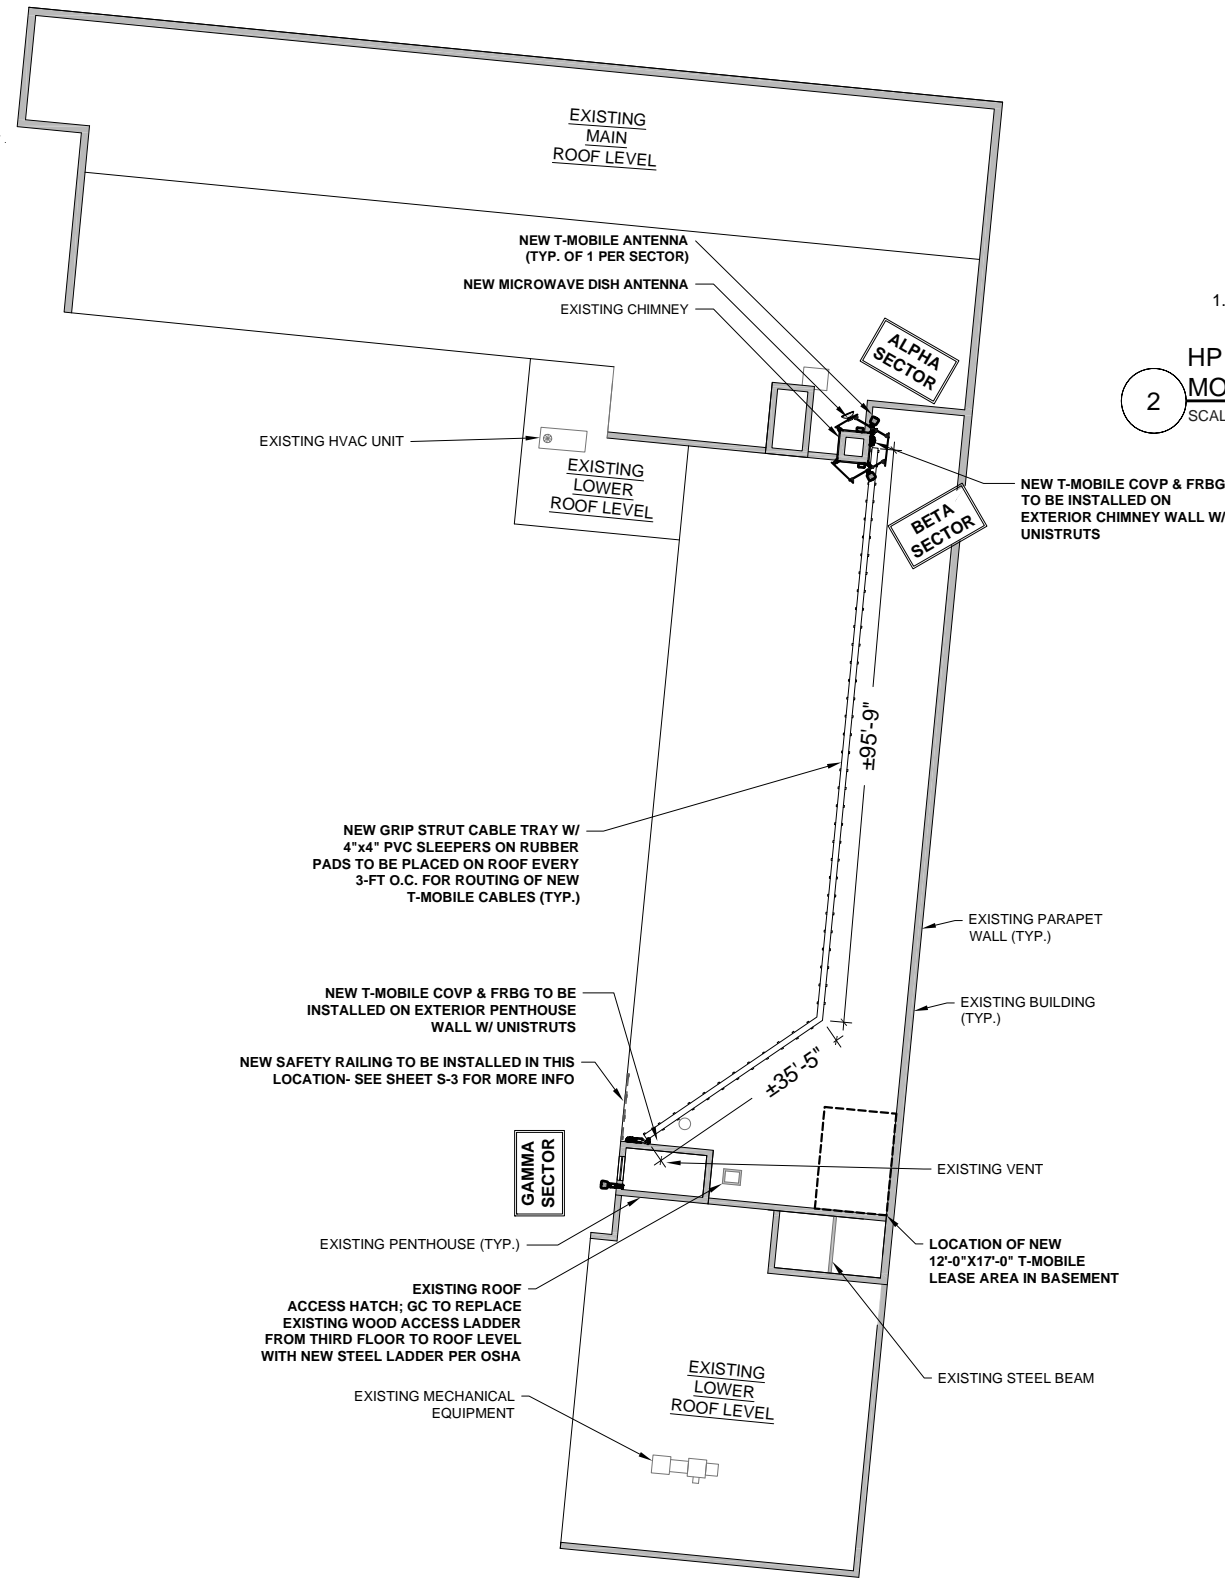 EXISTING
MAIN
ROOF LEVEL
NEW T-MOBILE ANTENNA
(TYP. OF 1 PER SECTOR)
NEW MICROWAVE DISH ANTENNA
EXISTING CHIMNEY
ALPHA
SECTOR
1.
HP
MO
2
SCAL
EXISTING HVAC UNIT
EXISTING
LOWER
ROOF LEVEL
NEW T-MOBILE COVP & FRBG
TO BE INSTALLED ON
EXTERIOR CHIMNEY WALL W/
UNISTRUTS
BETA
SECTOR
±95'-9"
NEW GRIP STRUT CABLE TRAY W/
4"x4" PVC SLEEPERS ON RUBBER
PADS TO BE PLACED ON ROOF EVERY
3-FT O.C. FOR ROUTING OF NEW
T-MOBILE CABLES (TYP.)
EXISTING PARAPET
WALL (TYP.)
NEW T-MOBILE COVP & FRBG TO BE
INSTALLED ON EXTERIOR PENTHOUSE
WALL W/ UNISTRUTS
EXISTING BUILDING
(TYP.)
NEW SAFETY RAILING TO BE INSTALLED IN THIS
LOCATION- SEE SHEET S-3 FOR MORE INFO
±35'-5"
GAMMA
SECTOR
EXISTING VENT
EXISTING PENTHOUSE (TYP.)
LOCATION OF NEW
12'-0"X17'-0" T-MOBILE
LEASE AREA IN BASEMENT
EXISTING ROOF
ACCESS HATCH; GC TO REPLACE
EXISTING WOOD ACCESS LADDER
FROM THIRD FLOOR TO ROOF LEVEL
WITH NEW STEEL LADDER PER OSHA
EXISTING
LOWER
ROOF LEVEL
EXISTING STEEL BEAM
EXISTING MECHANICAL
EQUIPMENT